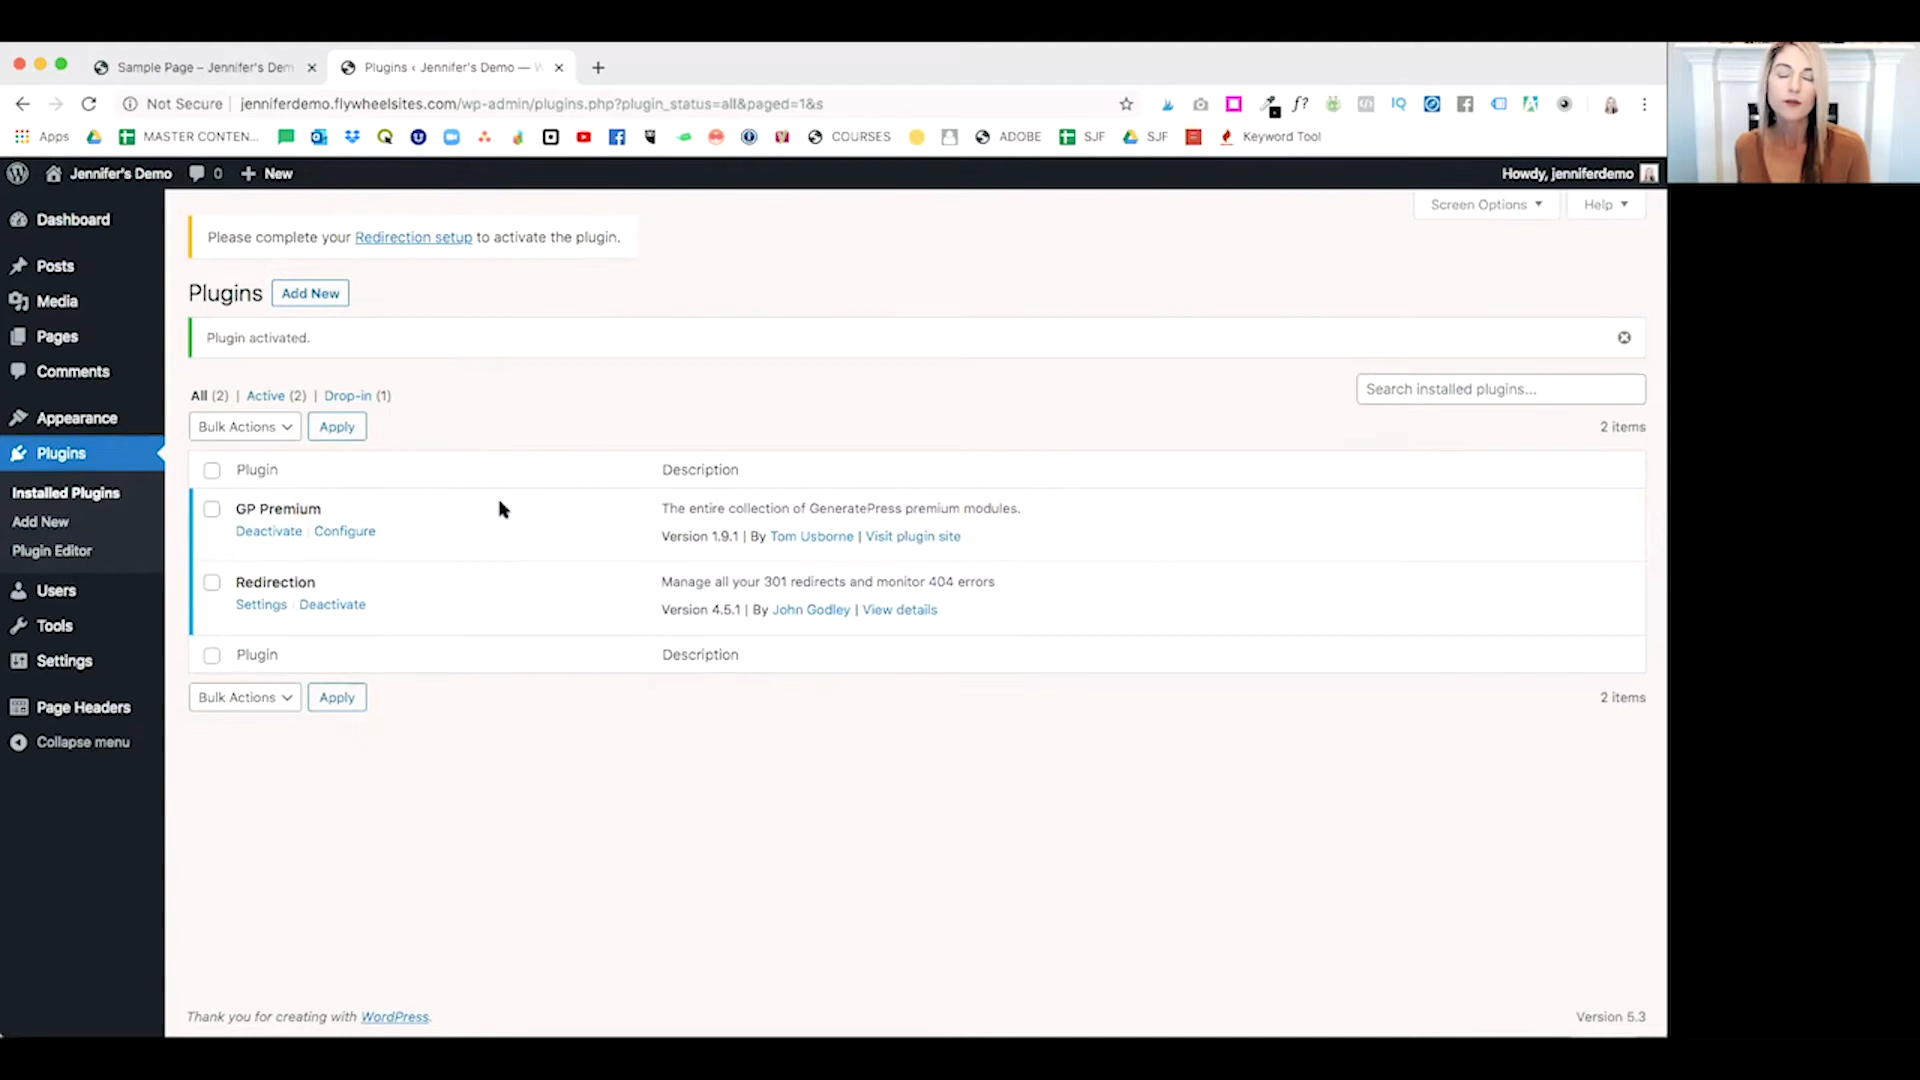 Sample Page – Jennifer's Dem
Plugins ‹ Jennifer's Demo — W
Not Secure | jenniferdemo.flywheelsites.com/wp-admin/plugins.php?plugin_status=all&paged=1&s
f?
IQ
Apps
MASTER CONTEN...
COURSES
ADOBE
SJF
SJF
Keyword Tool
Jennifer's Demo
0
New
Howdy, jenniferdemo
Dashboard
Posts
Media
Pages
Comments
Appearance
Plugins
Installed Plugins
Add New
Plugin Editor
Users
Tools
Settings
Page Headers
Collapse menu
Screen Options
Help
Please complete your Redirection setup to activate the plugin.
Plugins
Add New
Plugin activated.
All (2) | Active (2) | Drop-in (1)
Search installed plugins...
Bulk Actions
Apply
2 items
Plugin
Description
GP Premium
The entire collection of GeneratePress premium modules.
Deactivate | Configure
Version 1.9.1 | By Tom Usborne | Visit plugin site
Redirection
Manage all your 301 redirects and monitor 404 errors
Settings | Deactivate
Version 4.5.1 | By John Godley | View details
Plugin
Description
Bulk Actions
Apply
2 items
Thank you for creating with WordPress.
Version 5.3